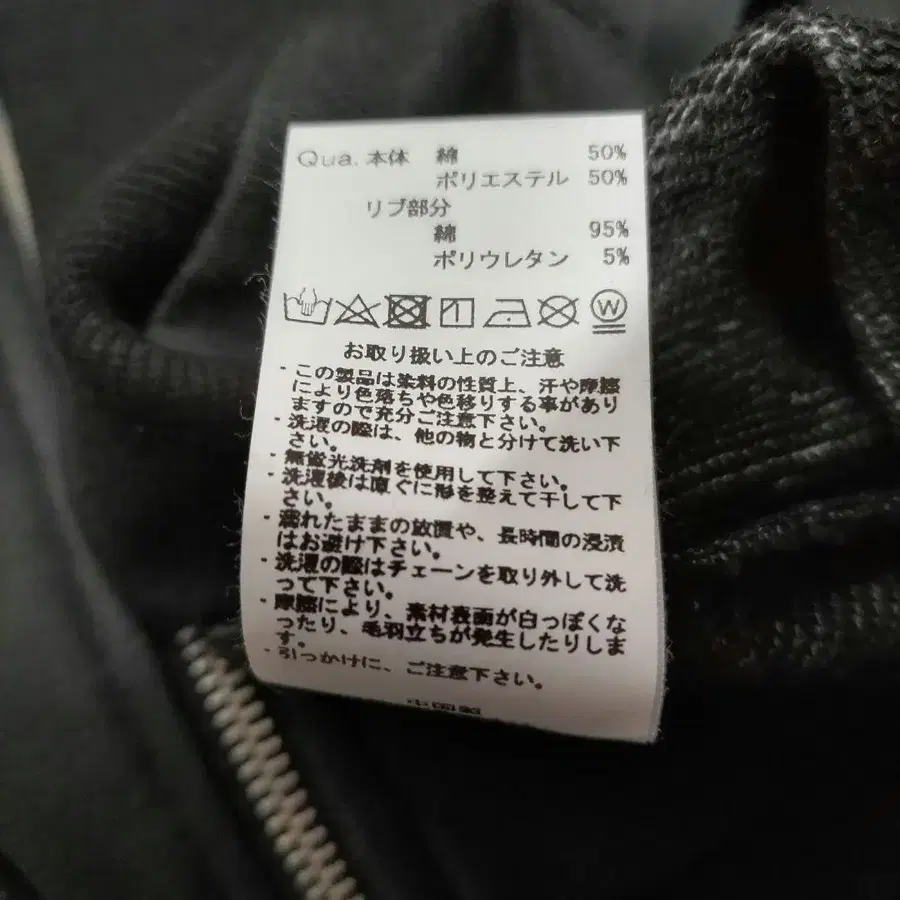 Qua. 本体 綿 50%
ポリエステル 50%
リブ部分
綿 95%
ポリウレタン 5%
W
お取り扱い上のご注意
・この製品は染料の性質上、汗や摩擦
により色落ちや色移りする事があり
ますので充分ご注意下さい。
・洗濯の際は、他の物と分けて洗い下
さい。
・無蛍光洗剤を使用して下さい。
・洗濯後は直ぐに形を整えて干して下
さい。
・濡れたままの放置や、長時間の浸漬
はお避け下さい。
・洗濯の際はチェーンを取り外して洗
って下さい。
・摩擦により、素材表面が白っぽくな
ったり、毛羽立ちが発生したりしま
す。
・引っかけに、ご注意下さい。